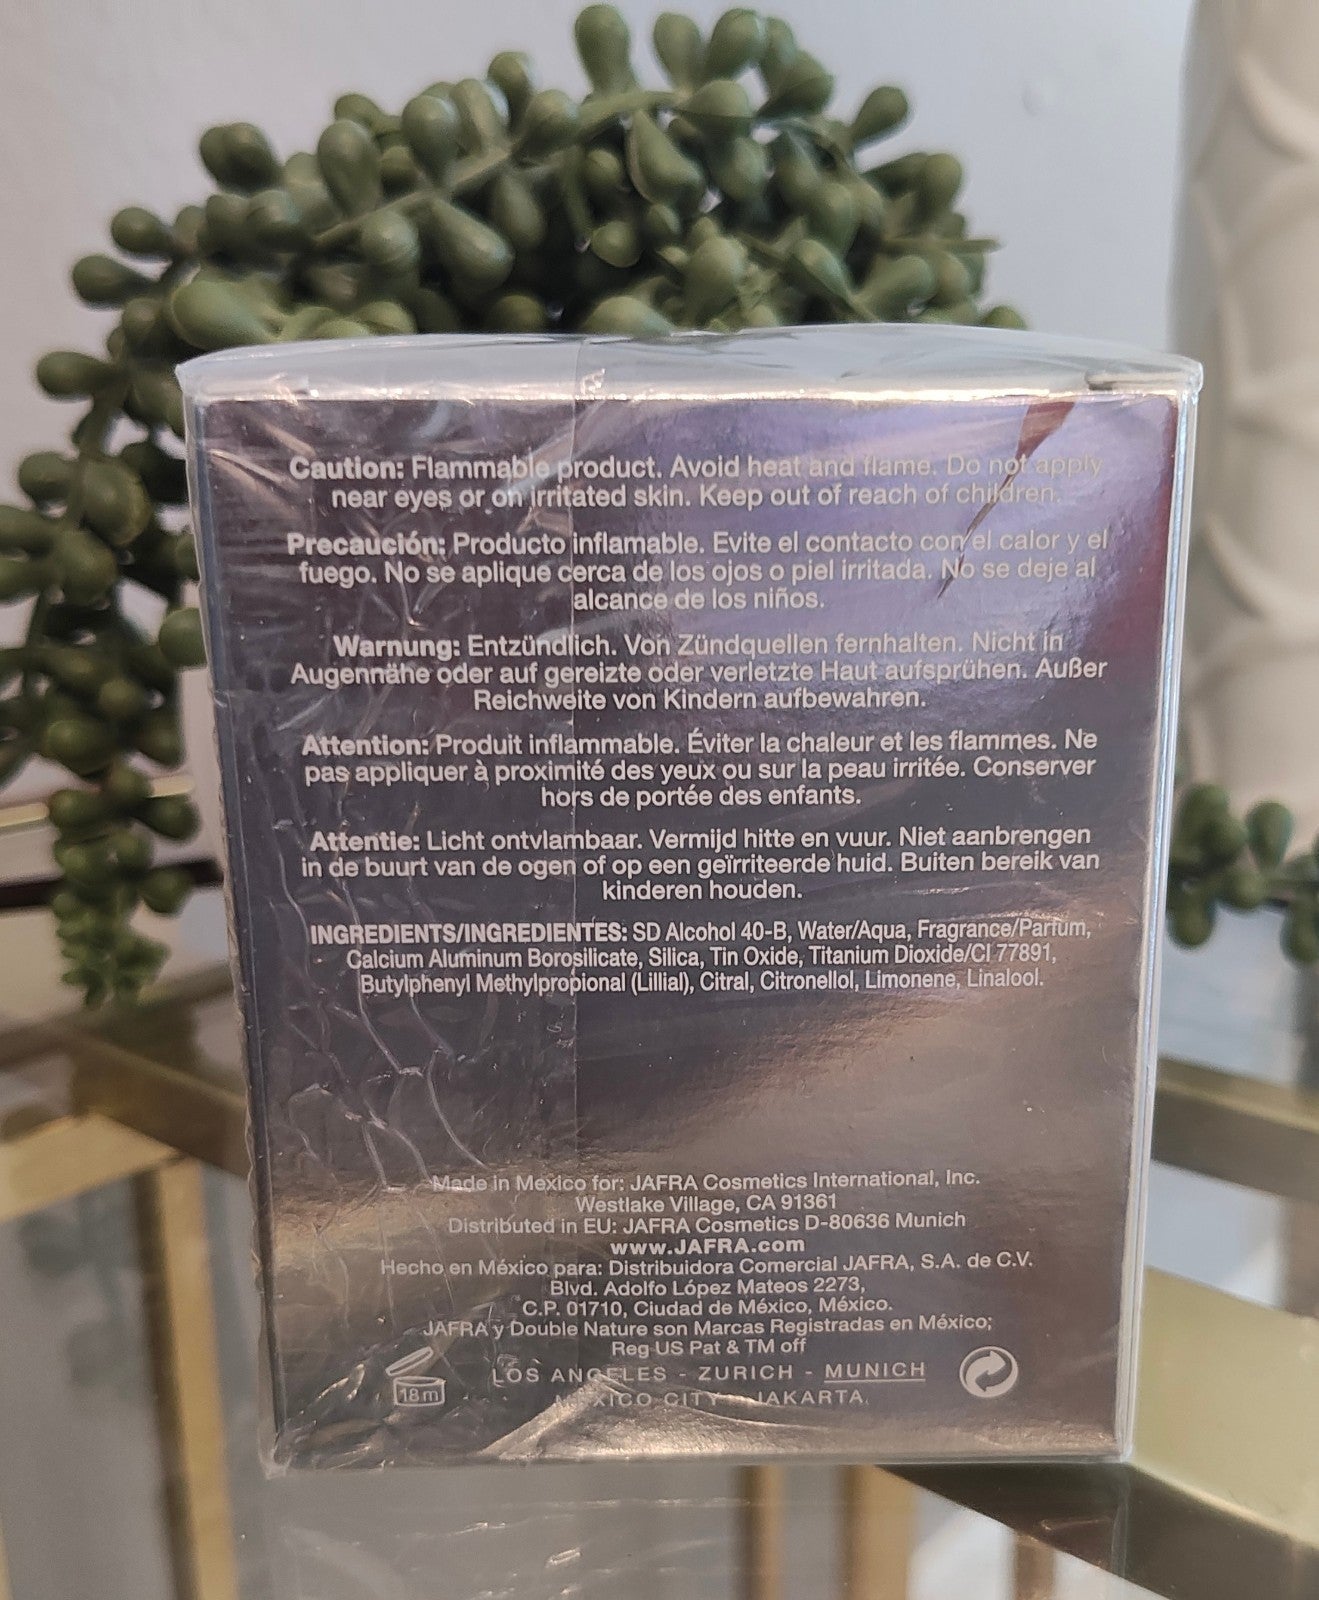 Caution: Flammable product. Avoid heat and flame. Do not apply
near eyes or on irritated skin. Keep out of reach of children.
Precaución: Producto inflamable. Evite el contacto con el calor y el
fuego. No se aplique cerca de los ojos o piel irritada. No se deje al
alcance de los niños.
Warnung: Entzündlich. Von Zündquellen fernhalten. Nicht in
Augennähe oder auf gereizte oder verletzte Haut aufsprühen. Außer
Reichweite von Kindern aufbewahren.
Attention: Produit inflammable. Éviter la chaleur et les flammes. Ne
pas appliquer à proximité des yeux ou sur la peau irritée. Conserver
hors de portée des enfants.
Attentie: Licht ontvlambaar. Vermijd hitte en vuur. Niet aanbrengen
in de buurt van de ogen of op een geïrriteerde huid. Buiten bereik van
kinderen houden.
INGREDIENTS/INGREDIENTES: SD Alcohol 40-B, Water/Aqua, Fragrance/Parfum,
Calcium Aluminum Borosilicate, Silica, Tin Oxide, Titanium Dioxide/CI 77891,
Butylphenyl Methylpropional (Lillial), Citral, Citronellol, Limonene, Linalool.
Made in Mexico for: JAFRA Cosmetics International, Inc.
Westlake Village, CA 91361
Distributed in EU: JAFRA Cosmetics D-80636 Munich
www.JAFRA.com
Hecho en México para: Distribuidora Comercial JAFRA, S.A. de C.V.
Blvd. Adolfo López Mateos 2273,
C.P. 01710, Ciudad de México, México.
JAFRA y Double Nature son Marcas Registradas en México;
Reg US Pat & TM off
LOS ANGELES - ZURICH - MUNICH
MEXICO CITY - JAKARTA
18m